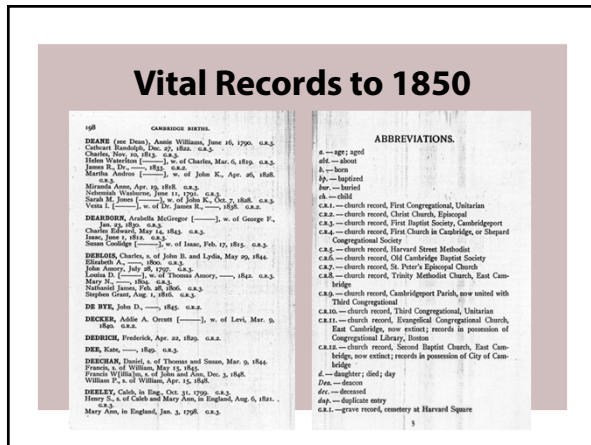 Vital Records to 1850
198 CAMBRIDGE BIRTHS.
DEANE (see Dean), Annie Williams, June 16, 1790. G.R.3.
Cathcart Randolph, Dec. 27, 1822. G.R.3.
Charles, Nov. 10, 1813. G.R.3.
Helen Waterston [———], w. of Charles, Mar. 6, 1819. G.R.3.
James R., Dr., ——, 1833. G.R.2.
Martha Andros [———], w. of John K., Apr. 26, 1828.
G.R.3.
Miranda Anne, Apr. 19, 1818. G.R.3.
Nehemiah Wasburne, June 11, 1791. G.R.3.
Sarah M. Jones [———], w. of John K., Oct. 7, 1828. G.R.3.
Vesta I. [———], w. of Dr. James R., ——, 1838. G.R.2.
DEARBORN, Arabella McGregor [———], w. of George F.,
Jan. 23, 1830. G.R.3.
Charles Edward, May 14, 1843. G.R.3.
Isaac, June 1, 1812. G.R.3.
Susan Coolidge [———], w. of Isaac, Feb. 17, 1815. G.R.3.
DEBLOIS, Charles, s. of John B. and Lydia, May 29, 1844.
Elizabeth A., ——, 1800. G.R.3.
John Amory, July 28, 1797. G.R.3.
Louisa D. [———], w. of Thomas Amory, ——, 1842. G.R.3.
Mary N., ——, 1804. G.R.3.
Nathaniel James, Feb. 28, 1806. G.R.3.
Stephen Grant, Aug. 1, 1816. G.R.3.
DE BYE, John D., ——, 1845. G.R.2.
DECKER, Addie A. Orcutt [———], w. of Levi, Mar. 9,
1840. G.R.2.
DEDRICH, Frederick, Apr. 22, 1829. G.R.2.
DEE, Kate, ——, 1849. G.R.3.
DEECHAN, Daniel, s. of Thomas and Susan, Mar. 9, 1844.
Francis, s. of William, May 15, 1845.
Francis W[illia]m, s. of John and Ann, Dec. 3, 1848.
William P., s. of William, Apr. 15, 1848.
DEELEY, Caleb, in Eng., Oct. 31, 1799. G.R.3.
Henry S., s. of Caleb and Mary Ann, in England, Aug. 6, 1821.
G.R.3.
Mary Ann, in England, Jan. 3, 1798. G.R.3.
ABBREVIATIONS.
a. — age; aged
abt. — about
b. — born
bp. — baptized
bur. — buried
ch. — child
C.R.1. — church record, First Congregational, Unitarian
C.R.2. — church record, Christ Church, Episcopal
C.R.3. — church record, First Baptist Society, Cambridgeport
C.R.4. — church record, First Church in Cambridge, or Shepard
Congregational Society
C.R.5. — church record, Harvard Street Methodist
C.R.6. — church record, Old Cambridge Baptist Society
C.R.7. — church record, St. Peter's Episcopal Church
C.R.8. — church record, Trinity Methodist Church, East Cam-
bridge
C.R.9. — church record, Cambridgeport Parish, now united with
Third Congregational
C.R.10. — church record, Third Congregational, Unitarian
C.R.11. — church record, Evangelical Congregational Church,
East Cambridge, now extinct; records in possession of
Congregational Library, Boston
C.R.12. — church record, Second Baptist Church, East Cam-
bridge, now extinct; records in possession of City of Cam-
bridge
d. — daughter; died; day
Dea. — deacon
dec. — deceased
dup. — duplicate entry
G.R.1. — grave record, cemetery at Harvard Square
5